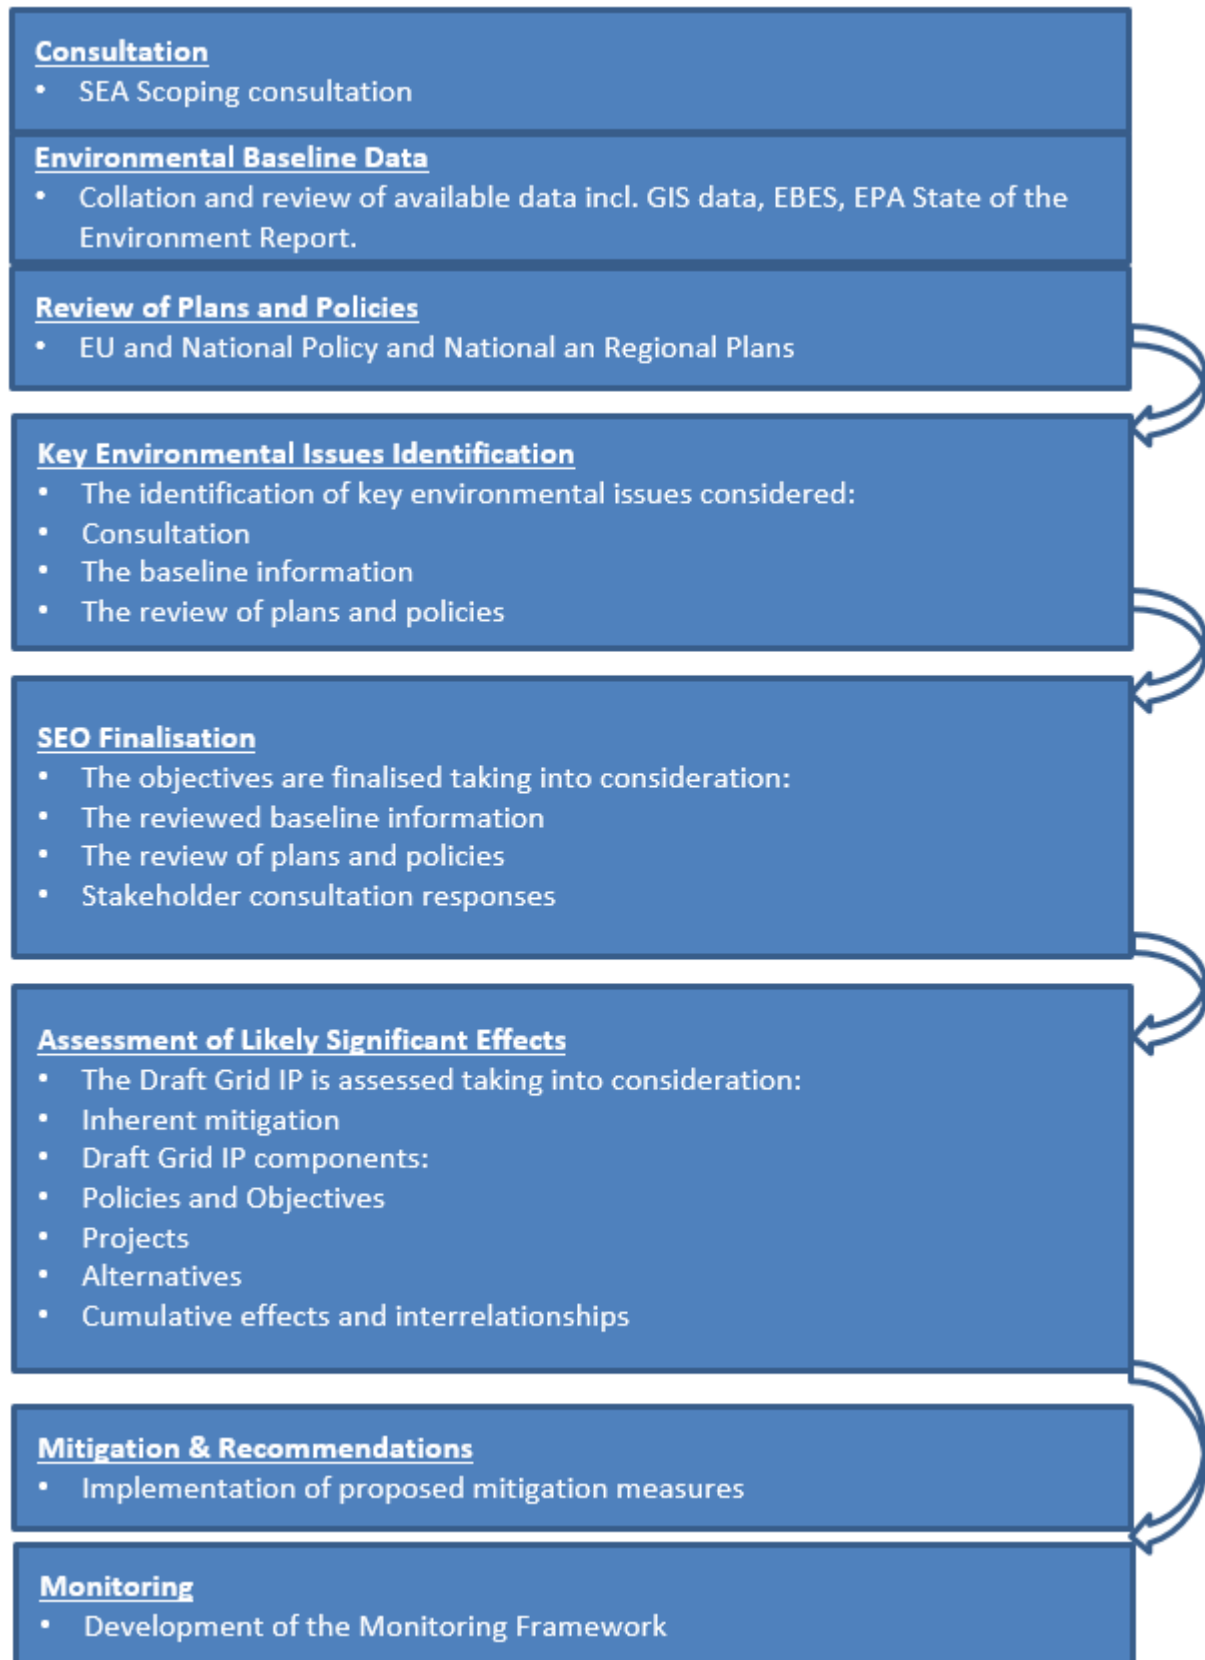 Consultation
• SEA Scoping consultation
Environmental Baseline Data
• Collation and review of available data incl. GIS data, EBES, EPA State of the
Environment Report.
Review of Plans and Policies
• EU and National Policy and National an Regional Plans
Key Environmental Issues Identification
• The identification of key environmental issues considered:
• Consultation
• The baseline information
• The review of plans and policies
SEO Finalisation
• The objectives are finalised taking into consideration:
• The reviewed baseline information
• The review of plans and policies
• Stakeholder consultation responses
Assessment of Likely Significant Effects
• The Draft Grid IP is assessed taking into consideration:
• Inherent mitigation
• Draft Grid IP components:
• Policies and Objectives
• Projects
• Alternatives
• Cumulative effects and interrelationships
Mitigation & Recommendations
• Implementation of proposed mitigation measures
Monitoring
• Development of the Monitoring Framework